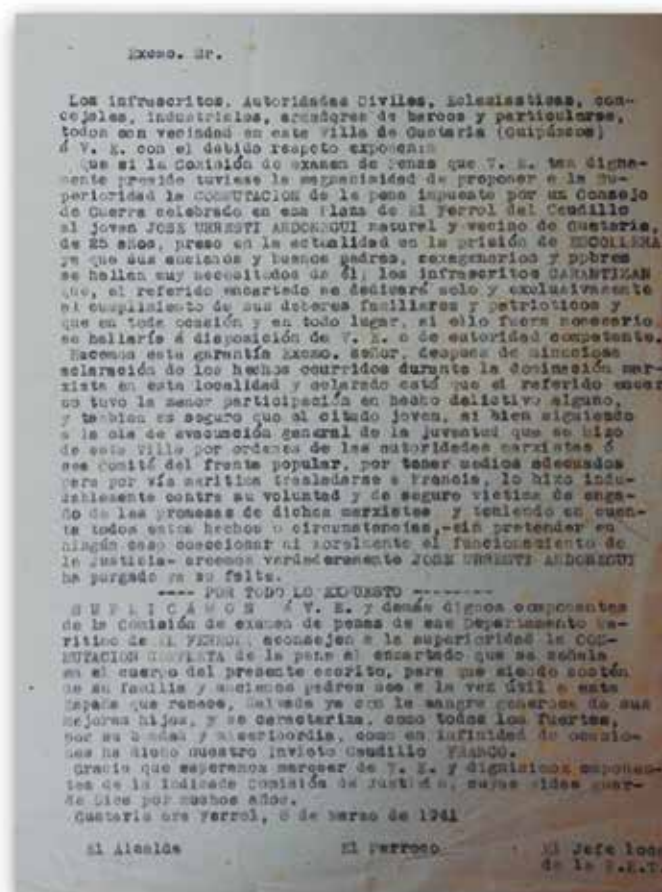 Excmo. Sr.
Los infrascritos, Autoridades Civiles, Eclesiasticas, con-
cejales, industriales, armadores de barcos y particulares,
todos con vecindad en esta Villa de Guetaria (Guipúzcoa)
á V. E. con el debido respeto exponen:
Que si la Comisión de examen de Penas que V. E. tan digna-
mente preside tuviese la magnanimidad de proponer a la Su-
perioridad la CONMUTACION de la pena impuesta por un Consejo
de Guerra celebrado en esa Plaza de El Ferrol del Caudillo
al joven JOSE URRESTI ANDONEGUI natural y vecino de Guetaria,
de 25 años, preso en la actualidad en la prisión de ESCOLLERA
ya que sus ancianos y buenos padres, sexagenarios y pobres
se hallan muy necesitados de él, los infrascritos GARANTIZAN
que, el referido encartado se dedicará solo y exclusivamente
al cumplimiento de sus deberes familiares y patrioticos y
que en toda ocasión y en todo lugar, si ello fuera necesario,
se hallaría á disposición de V. E. o de autoridad competente.
Hacemos esta garantía Excmo. señor, despues de minuciosa
aclaración de los hechos ocurridos durante la dominación mar-
xista en esta localidad y aclarado está que el referido encar
no tuvo la menor participación en hecho delictivo alguno,
y tambien es seguro que el citado joven, si bien siguiendo
a la ola de evacuación general de la juventud que se hizo
de esta Villa por ordenes de las autoridades marxistas ó
sea comité del frente popular, por tener medios adecuados
para por vía maritima trasladarse a Francia, lo hizo indu-
dablemente contra su voluntad y de seguro victima de enga-
ño de las promesas de dichos marxistas y teniendo en cuen-
ta todos estos hechos o circunstancias,-sin pretender en
ningún caso coaccionar ni moralmente el funcionamiento de
la Justicia- creemos verdaderamente JOSE URRESTI ANDONEGUI
ha purgado ya su falta.
---- POR TODO LO EXPUESTO --------
S U P L I C A M O S á V. E. y demás dignos componentes
de la Comisión de examen de penas de ese Departamento Ma-
ritimo de EL FERROL, aconsejen a la superioridad la CON-
MUTACION COMPLETA de la pena al encartado que se señala
en el cuerpo del presente escrito, para que siendo sostén
de su familia y ancianos padres sea a la vez útil a esta
España que renace, salvada ya con la sangre generosa de sus
mejores hijos, y se caracteriza, como todos los fuertes,
por su bondad y misericordia, como en infinidad de ocasio-
nes ha dicho nuestro Invicto Caudillo FRANCO.
Gracia que esperamos merecer de V. E. y dignisimos componen-
tes de la indicada Comisión de Justicia, cuyas vidas guar-
de Dios por muchos años.
Guetaria Ferrol, de marzo de 1941
El Alcalde El Parroco El Jefe loca
de la F.E.T